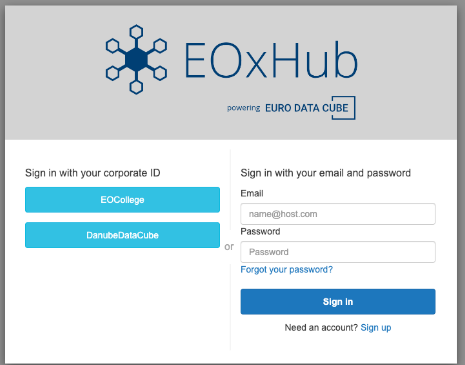 EOxHub
powering EURO DATA CUBE
Sign in with your corporate ID
EOCollege
DanubeDataCube
or
Sign in with your email and password
Email
name@host.com
Password
Password
Forgot your password?
Sign in
Need an account? Sign up